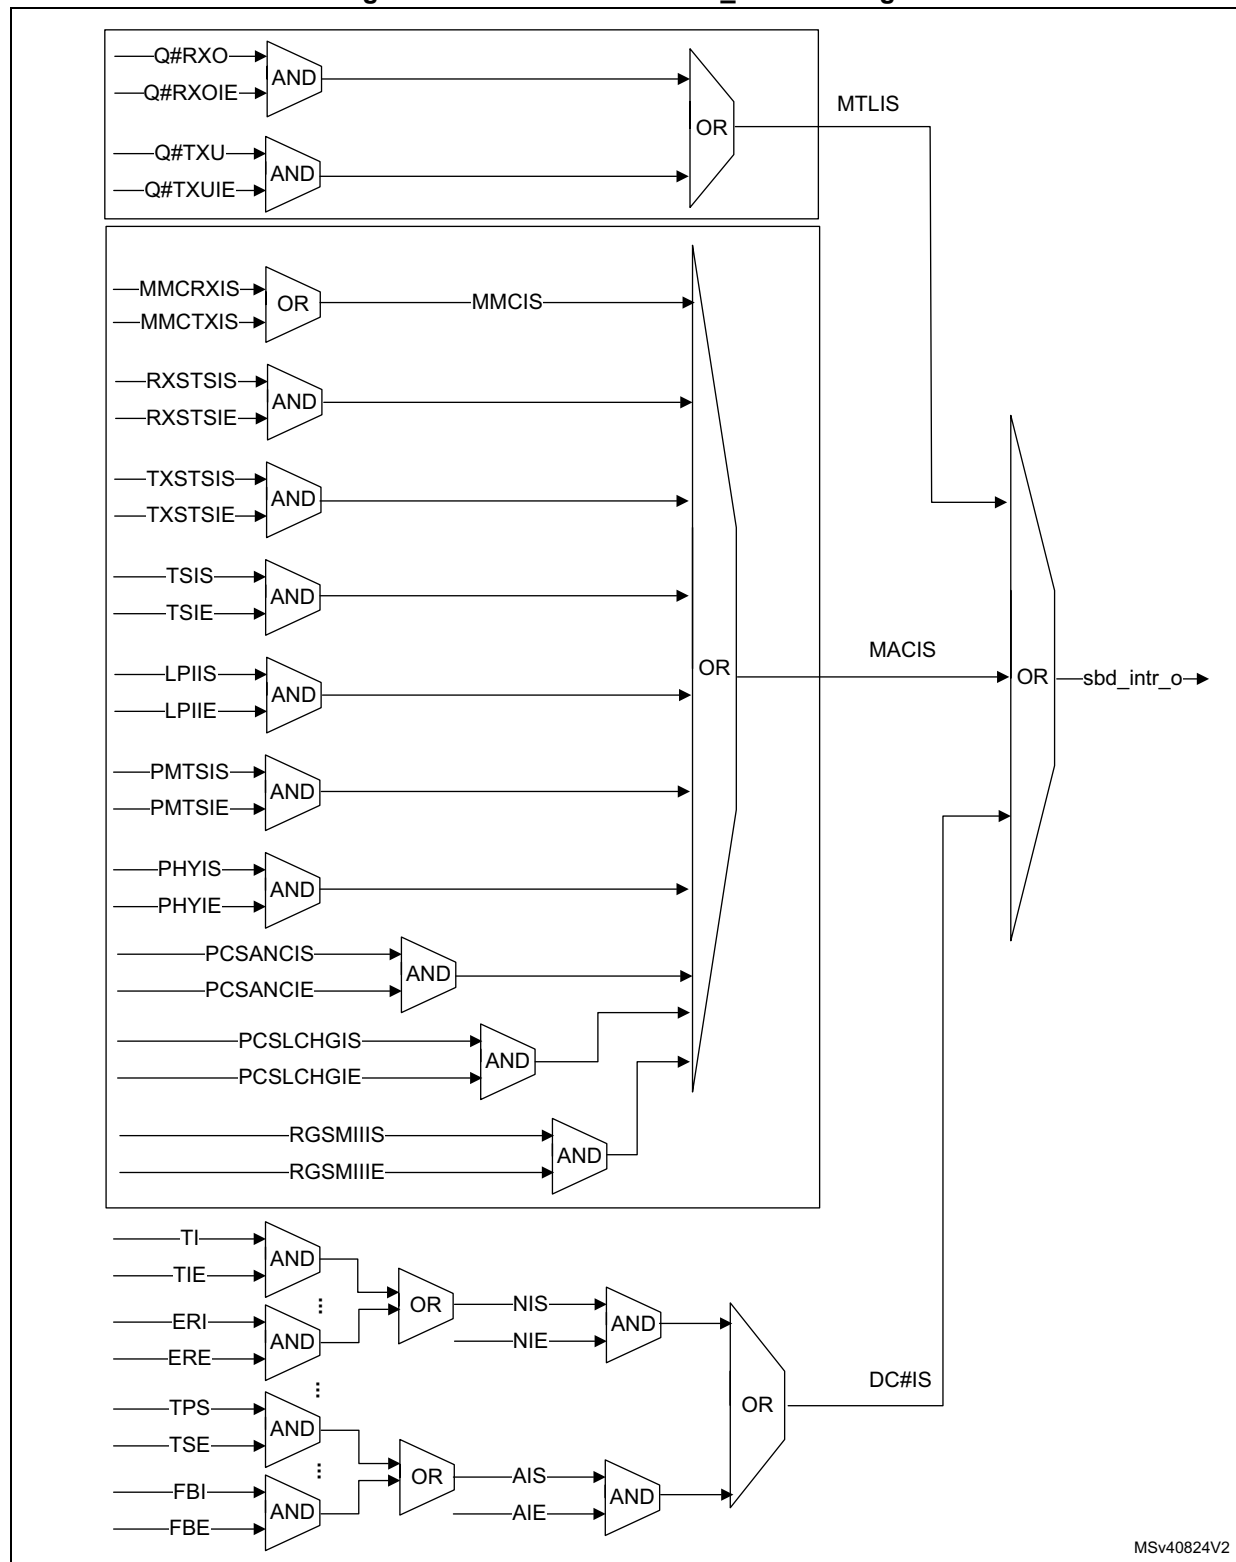 Q#RXO
AND
Q#RXOIE
MTLIS
OR
Q#TXU
AND
Q#TXUIE
MMCRXIS
OR
MMCIS
MMCTXIS
RXSTSIS
AND
RXSTSIE
TXSTSIS
AND
TXSTSIE
TSIS
AND
TSIE
MACIS
OR
OR
sbd_intr_o
LPIIS
AND
LPIIE
PMTSIS
AND
PMTSIE
PHYIS
AND
PHYIE
PCSANCIS
AND
PCSANCIE
PCSLCHGIS
AND
PCSLCHGIE
RGSMIIIS
AND
RGSMIIIE
TI
AND
TIE
...
OR
NIS
AND
NIE
ERI
AND
ERE
...
DC#IS
OR
TPS
AND
TSE
...
OR
AIS
AND
AIE
FBI
AND
FBE
MSv40824V2